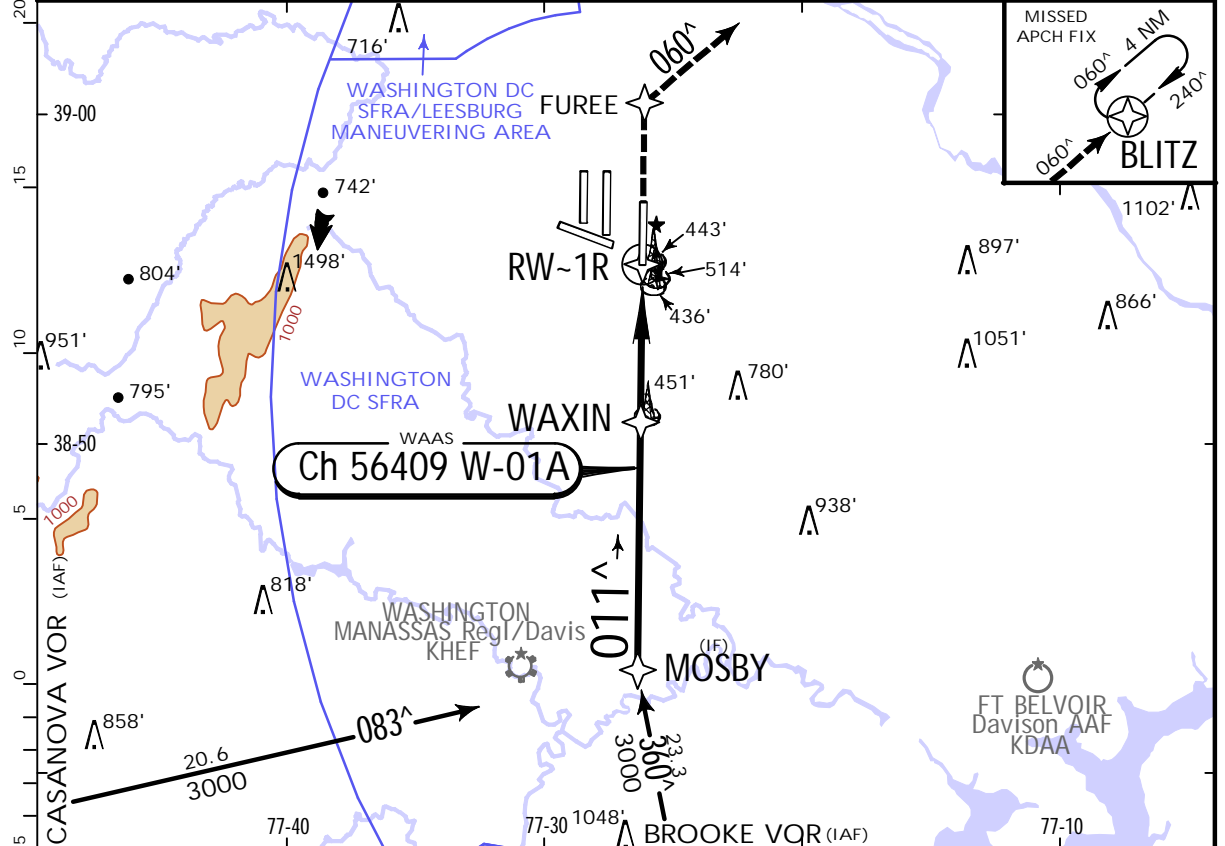 20
716'
WASHINGTON DC
SFRA/LEESBURG
MANEUVERING AREA
060^
FUREE
MISSED
APCH FIX
060^
4 NM
240^
060^
BLITZ
39-00
15
742'
1102'
443'
RW~1R
514'
436'
897'
804'
1498'
1000
866'
951'
10
1051'
795'
WASHINGTON
DC SFRA
451'
780'
WAXIN
38-50
WAAS
Ch 56409 W-01A
1000
5
938'
011^
818'
WASHINGTON
MANASSAS Regl/Davis
KHEF
(IF)
MOSBY
0
FT BELVOIR
Davison AAF
KDAA
CASANOVA VOR (IAF)
858'
083^
20.6
3000
23.3
360^
3000
5
77-40
77-30
1048'
BROOKE VOR (IAF)
77-10